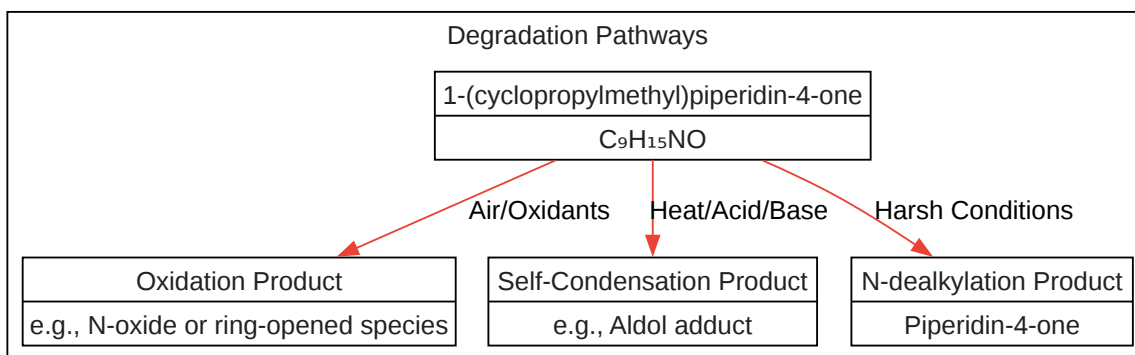 Degradation Pathways
1-(cyclopropylmethyl)piperidin-4-one
C₉H₁₅NO
Air/Oxidants
Heat/Acid/Base
Harsh Conditions
Oxidation Product
e.g., N-oxide or ring-opened species
Self-Condensation Product
e.g., Aldol adduct
N-dealkylation Product
Piperidin-4-one